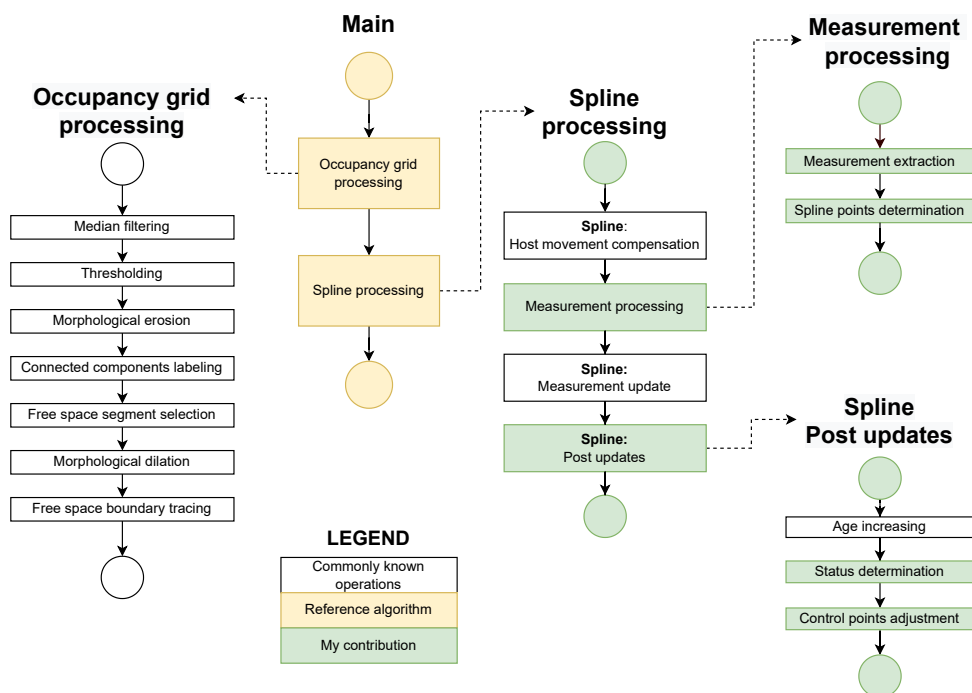 Main
Occupancy grid
processing
Spline
processing
Measurement
processing
Occupancy grid
processing
Spline processing
Median filtering
Thresholding
Morphological erosion
Connected components labeling
Free space segment selection
Morphological dilation
Free space boundary tracing
Spline:
Host movement compensation
Measurement processing
Spline:
Measurement update
Spline:
Post updates
Measurement extraction
Spline points determination
Spline
Post updates
Age increasing
Status determination
Control points adjustment
LEGEND
Commonly known
operations
Reference algorithm
My contribution